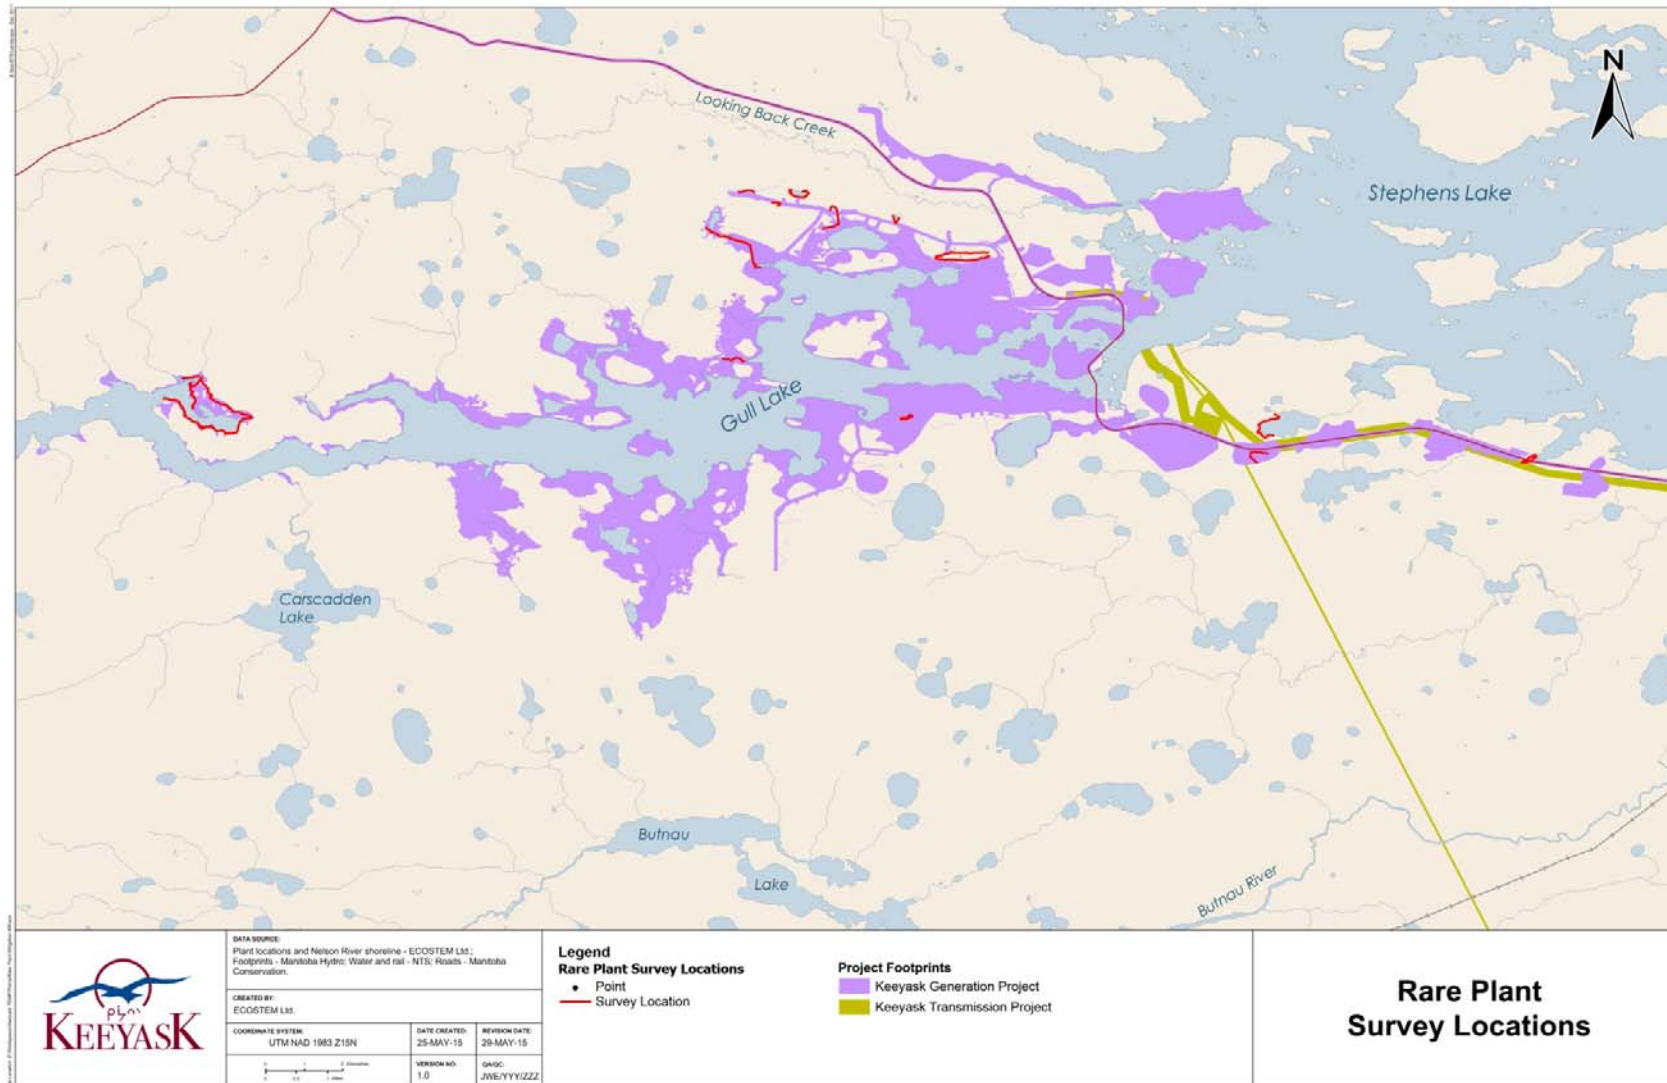 N
Looking Back Creek
Stephens Lake
Gull Lake
Carscadden
Lake
Butnau
Lake
Butnau River
ᑭᔭᐢᐠ
KEEYASK
DATA SOURCE:
Plant locations and Nelson River shoreline - ECOSTEM Ltd.;
Footprints - Manitoba Hydro; Water and rail - NTS; Roads - Manitoba
Conservation.
CREATED BY:
ECOSTEM Ltd.
COORDINATE SYSTEM:
UTM NAD 1983 Z15N
DATE CREATED:
25-MAY-15
REVISION DATE:
29-MAY-15
VERSION NO:
1.0
QA/QC:
JWE/YYY/ZZZ
Legend
Rare Plant Survey Locations
Point
Survey Location
Project Footprints
Keeyask Generation Project
Keeyask Transmission Project
Rare Plant
Survey Locations